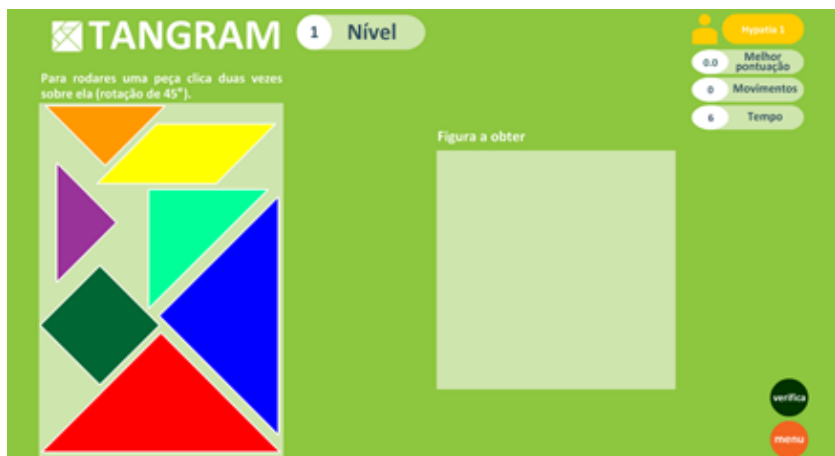 TANGRAM
1 Nível
Para rodares uma peça clica duas vezes
sobre ela (rotação de 45°).
Hypatia 1
0.0 Melhor
pontuação
0 Movimentos
6 Tempo
Figura a obter
verifica
menu